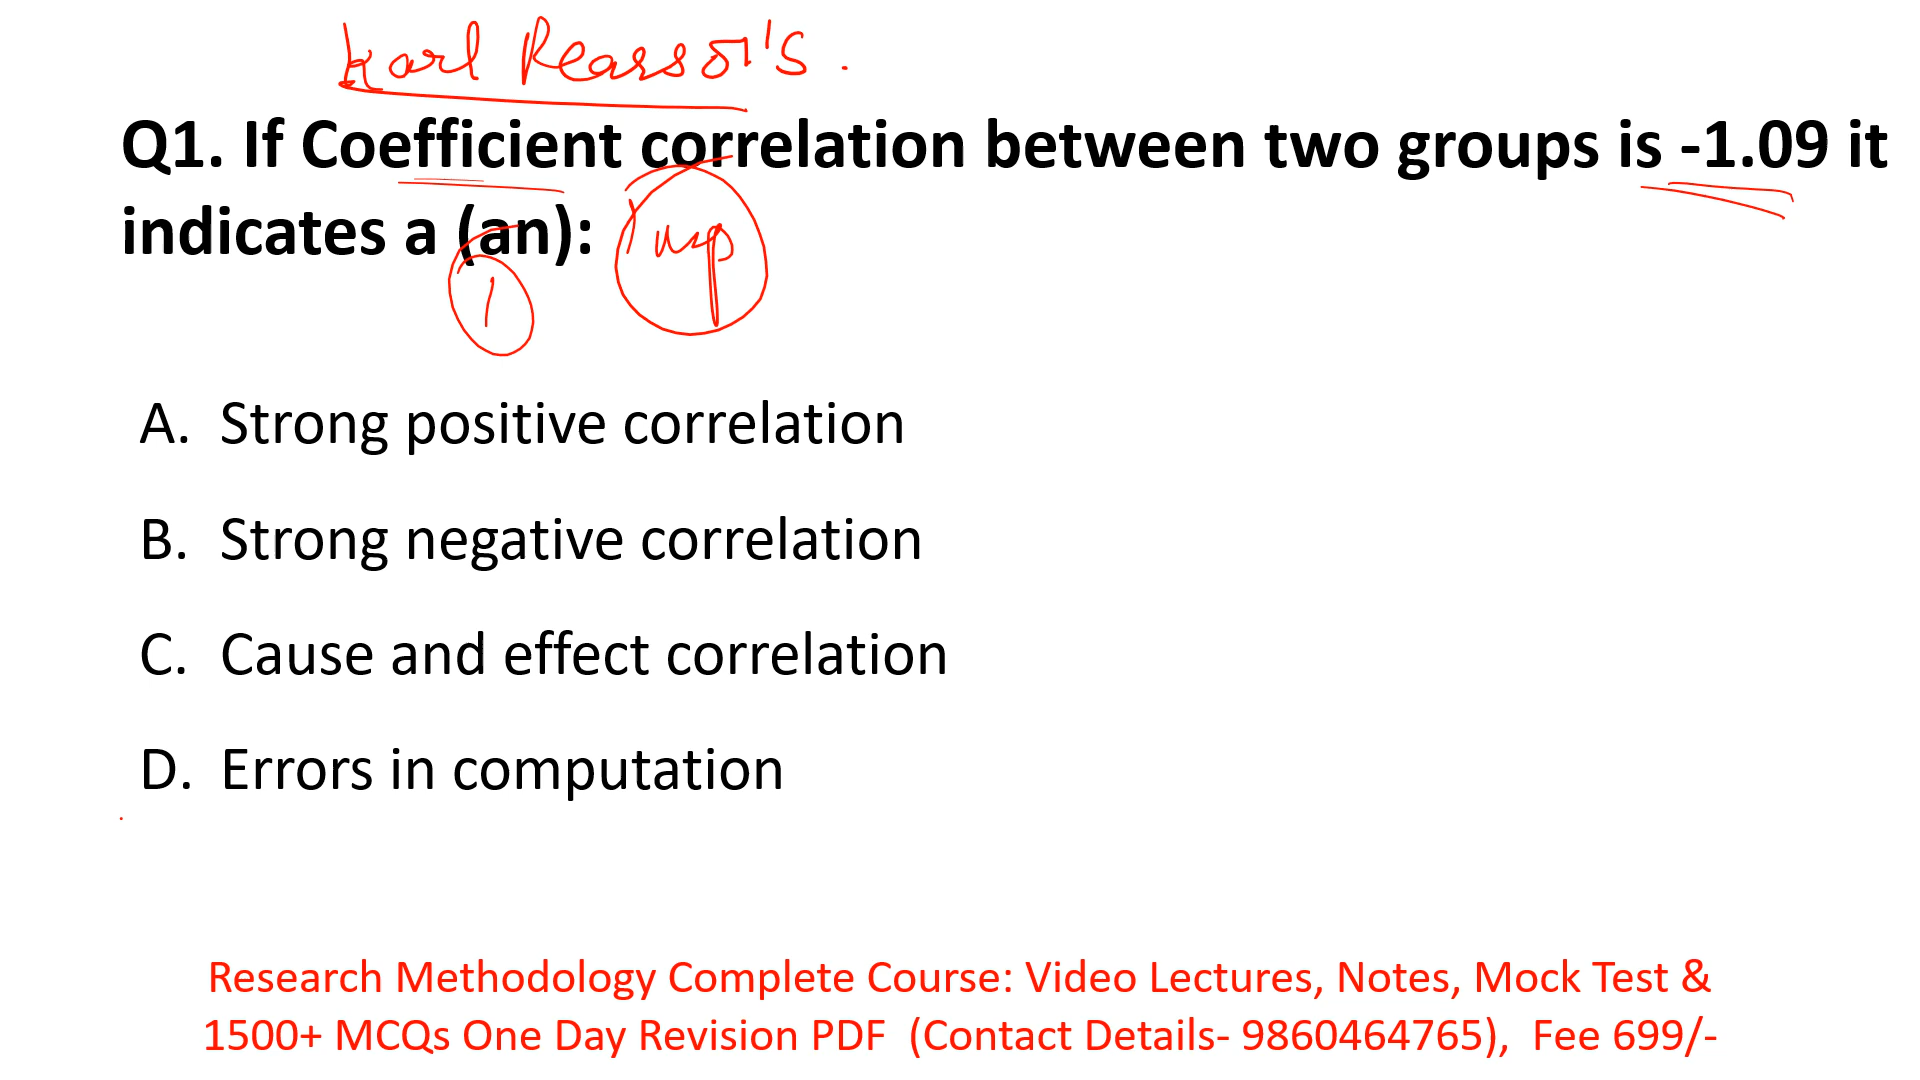 Karl Pearson's.
Q1. If Coefficient correlation between two groups is -1.09 it
indicates a (an):
Imp
1
A. Strong positive correlation
B. Strong negative correlation
C. Cause and effect correlation
D. Errors in computation
Research Methodology Complete Course: Video Lectures, Notes, Mock Test &
1500+ MCQs One Day Revision PDF (Contact Details- 9860464765), Fee 699/-